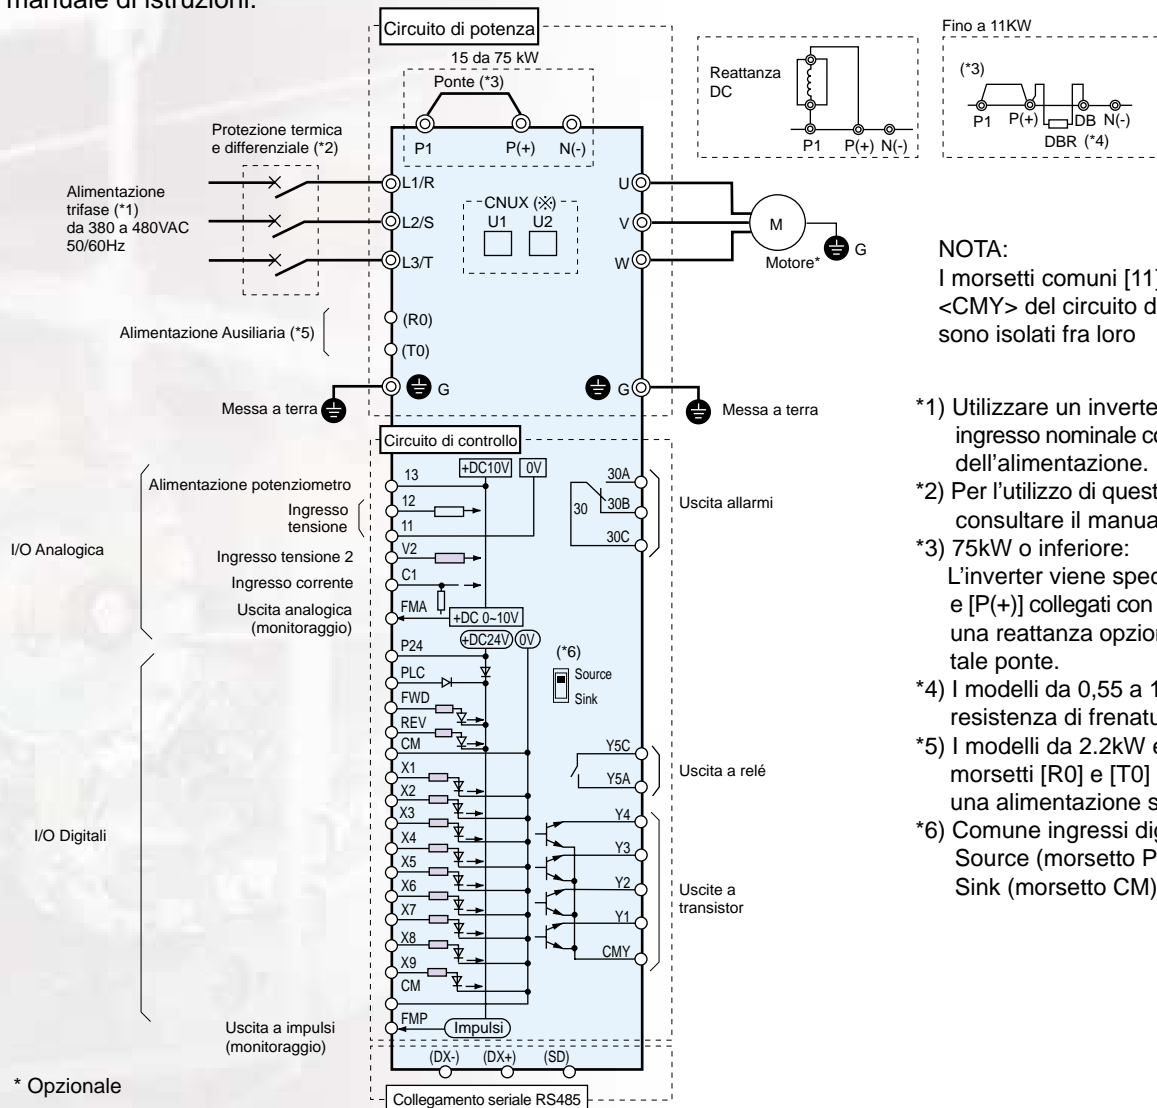 manuale di istruzioni.
Circuito di potenza
15 da 75 kW
Ponte (*3)
P1
P(+)
N(-)
Protezione termica
e differenziale (*2)
Alimentazione
trifase (*1)
da 380 a 480VAC
50/60Hz
L1/R
L2/S
L3/T
CNUX (※)
U1
U2
U
V
W
M
Motore*
G
Alimentazione Ausiliaria (*5)
(R0)
(T0)
G
G
Messa a terra
Messa a terra
Reattanza
DC
P1
P(+)
N(-)
Fino a 11KW
(*3)
P1
P(+)
DB
N(-)
DBR (*4)
NOTA:
I morsetti comuni [11]
<CMY> del circuito d
sono isolati fra loro
*1) Utilizzare un inverte
ingresso nominale co
dell'alimentazione.
*2) Per l'utilizzo di quest
consultare il manua
*3) 75kW o inferiore:
L'inverter viene spec
e [P(+)] collegati con
una reattanza opzion
tale ponte.
*4) I modelli da 0,55 a 1
resistenza di frenatu
*5) I modelli da 2.2kW e
morsetti [R0] e [T0]
una alimentazione s
*6) Comune ingressi dig
Source (morsetto P
Sink (morsetto CM)
Circuito di controllo
I/O Analogica
Alimentazione potenziometro
Ingresso
tensione
Ingresso tensione 2
Ingresso corrente
Uscita analogica
(monitoraggio)
13
12
11
V2
C1
FMA
+DC10V
0V
+DC 0~10V
+DC24V
0V
30
30A
30B
30C
Uscita allarmi
(*6)
Source
Sink
I/O Digitali
P24
PLC
FWD
REV
CM
X1
X2
X3
X4
X5
X6
X7
X8
X9
CM
FMP
Impulsi
Uscita a impulsi
(monitoraggio)
Y5C
Y5A
Uscita a relé
Y4
Y3
Y2
Y1
CMY
Uscite a
transistor
(DX-)
(DX+)
(SD)
Collegamento seriale RS485
* Opzionale